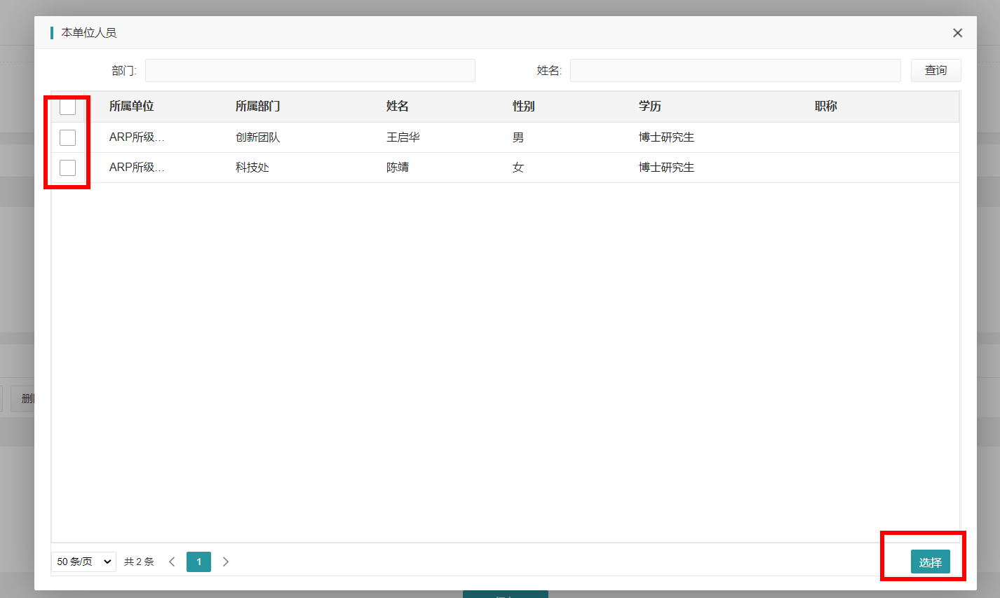 本单位人员
部门: 姓名: 查询
所属单位 所属部门 姓名 性别 学历 职称
ARP所级... 创新团队 王启华 男 博士研究生
ARP所级... 科技处 陈靖 女 博士研究生
50 条/页 共 2 条 1 选择